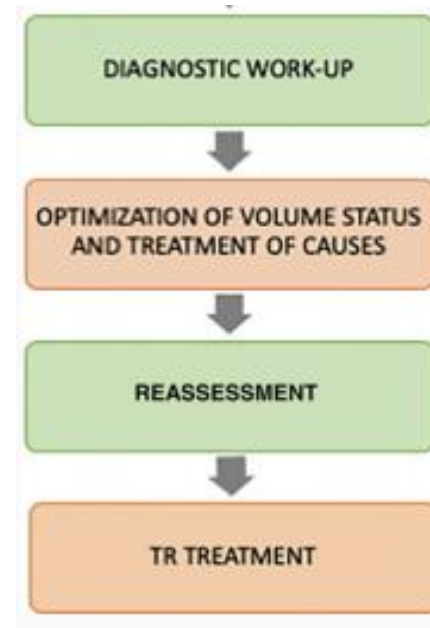 DIAGNOSTIC WORK-UP
OPTIMIZATION OF VOLUME STATUS
AND TREATMENT OF CAUSES
REASSESSMENT
TR TREATMENT